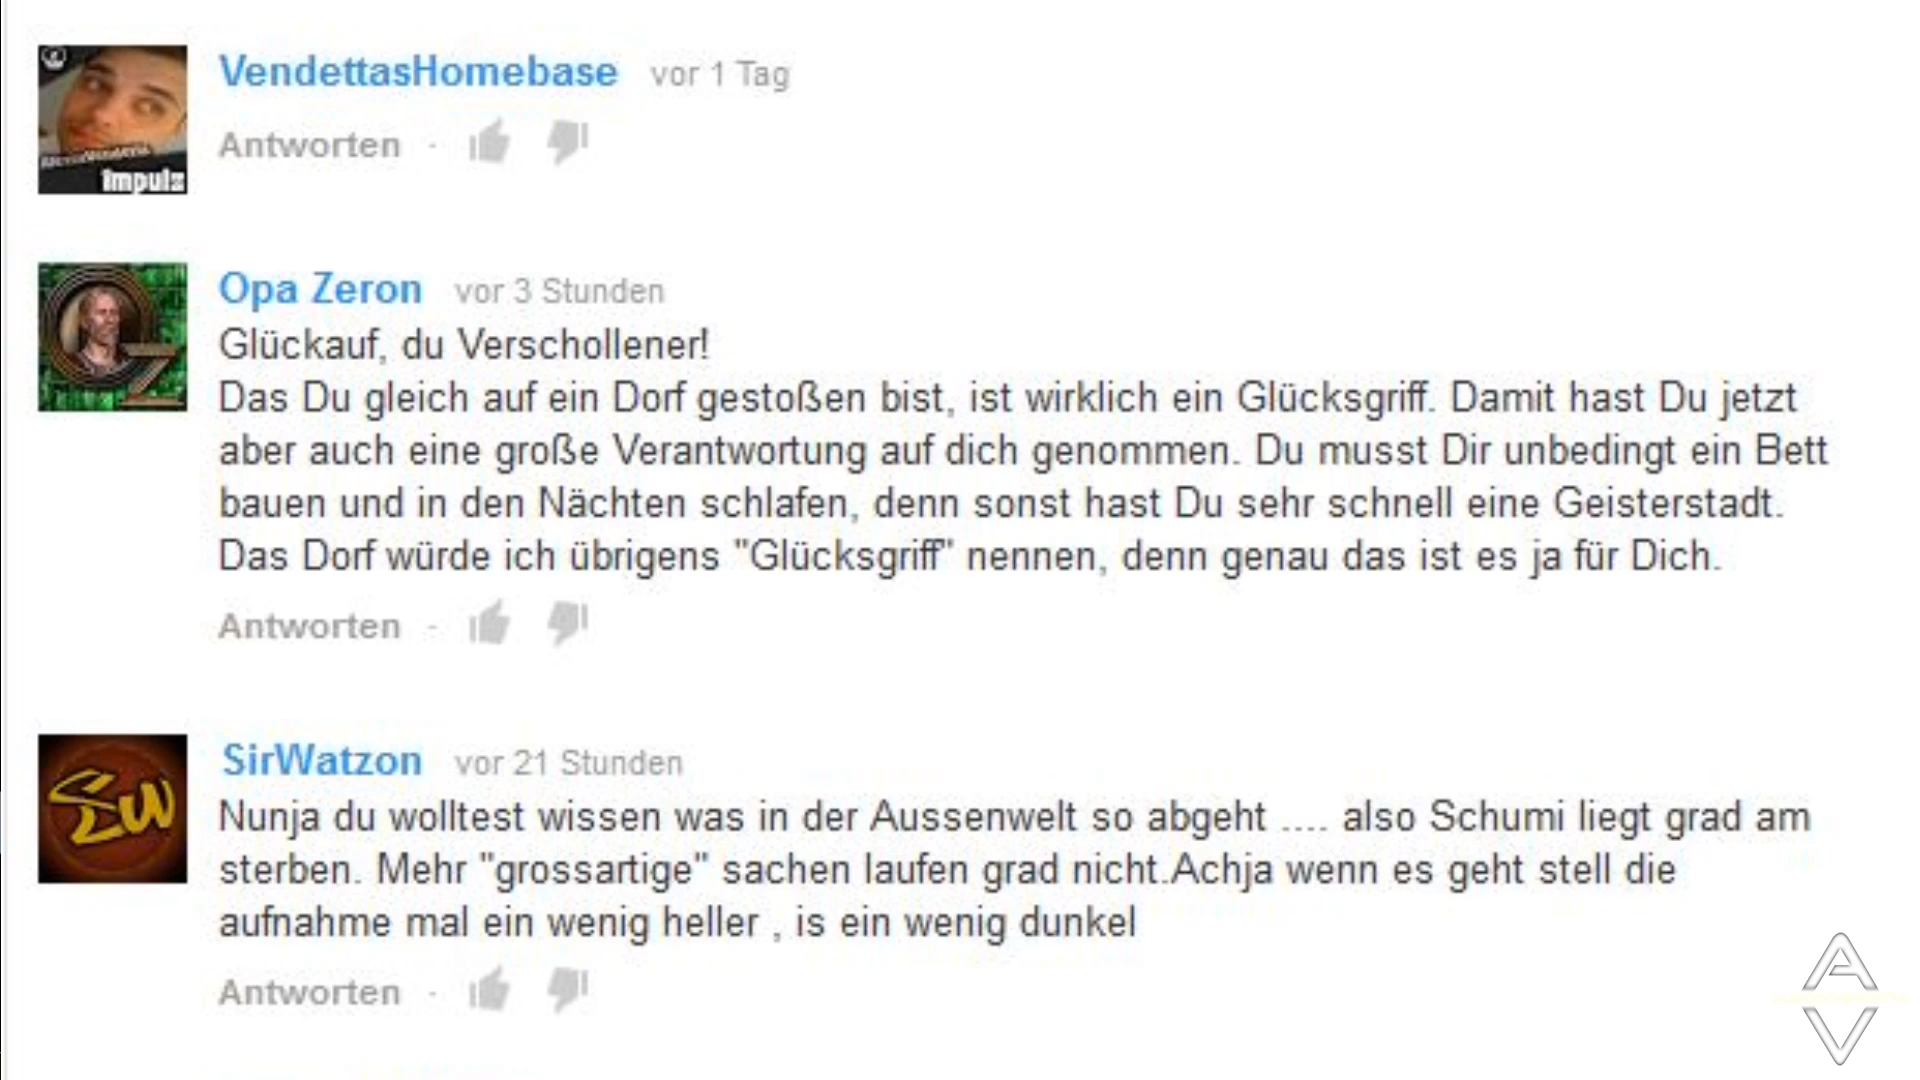 VendettasHomebase vor 1 Tag
Antworten ·
impulz
Opa Zeron vor 3 Stunden
Glückauf, du Verschollener!
Das Du gleich auf ein Dorf gestoßen bist, ist wirklich ein Glücksgriff. Damit hast Du jetzt
aber auch eine große Verantwortung auf dich genommen. Du musst Dir unbedingt ein Bett
bauen und in den Nächten schlafen, denn sonst hast Du sehr schnell eine Geisterstadt.
Das Dorf würde ich übrigens "Glücksgriff" nennen, denn genau das ist es ja für Dich.
Antworten ·
SW
SirWatzon vor 21 Stunden
Nunja du wolltest wissen was in der Aussenwelt so abgeht .... also Schumi liegt grad am
sterben. Mehr "grossartige" sachen laufen grad nicht.Achja wenn es geht stell die
aufnahme mal ein wenig heller , is ein wenig dunkel
Antworten ·
AV